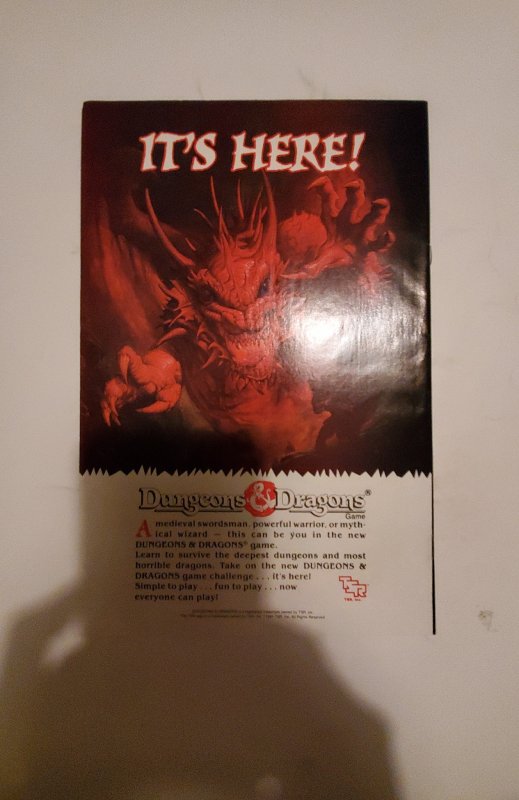 IT'S HERE!
Dungeons & Dragons®
Game
A medieval swordsman, powerful warrior, or myth-
ical wizard — this can be you in the new
DUNGEONS & DRAGONS® game.
Learn to survive the deepest dungeons and most
horrible dragons. Take on the new DUNGEONS &
DRAGONS game challenge . . . it's here!
Simple to play . . . fun to play . . . now
everyone can play!
TSR
TSR, Inc.